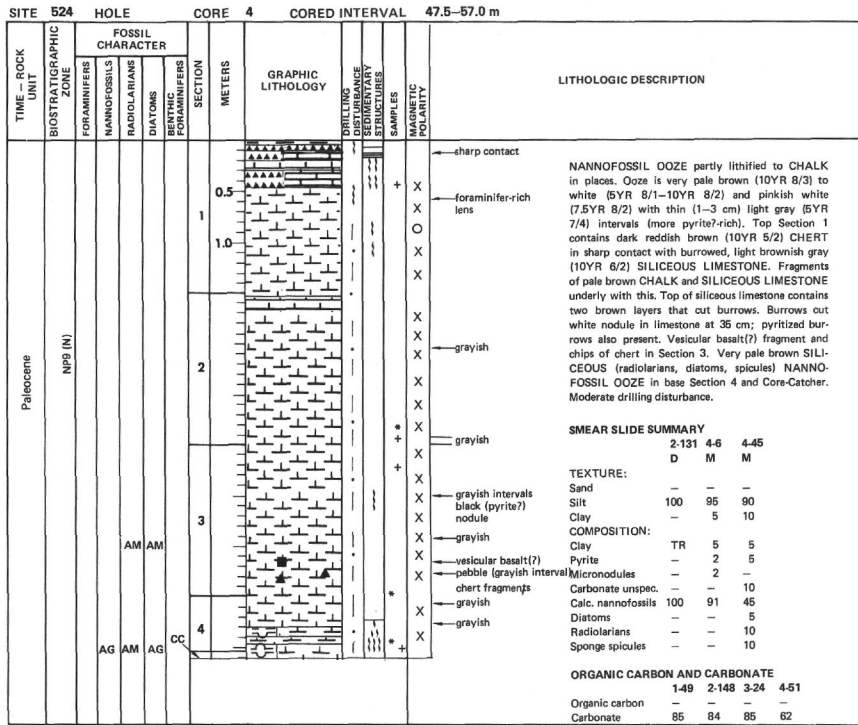 SITE 524 HOLE CORE 4 CORED INTERVAL 47.5–57.0 m
TIME – ROCK UNIT
BIOSTRATIGRAPHIC ZONE
FOSSIL CHARACTER
FORAMINIFERS
NANNOFOSSILS
RADIOLARIANS
DIATOMS
BENTHIC FORAMINIFERS
SECTION
METERS
GRAPHIC LITHOLOGY
DRILLING DISTURBANCE
SEDIMENTARY STRUCTURES
SAMPLES
MAGNETIC POLARITY
LITHOLOGIC DESCRIPTION
Paleocene
NP9 (N)
AM AM
AG AM AG
CC
1
0.5
1.0
2
3
4
+
X
X
O
X
X
X
X
X
X
X
X
*
+
X
+
X
X
X
X
X
X
*
X
X
*
+
sharp contact
foraminifer-rich
lens
grayish
grayish
grayish intervals
black (pyrite?)
nodule
grayish
vesicular basalt(?)
pebble (grayish interval)
chert fragments
grayish
grayish
NANNOFOSSIL OOZE partly lithified to CHALK
in places. Ooze is very pale brown (10YR 8/3) to
white (5YR 8/1–10YR 8/2) and pinkish white
(7.5YR 8/2) with thin (1–3 cm) light gray (5YR
7/4) intervals (more pyrite?-rich). Top Section 1
contains dark reddish brown (10YR 5/2) CHERT
in sharp contact with burrowed, light brownish gray
(10YR 6/2) SILICEOUS LIMESTONE. Fragments
of pale brown CHALK and SILICEOUS LIMESTONE
underly with this. Top of siliceous limestone contains
two brown layers that cut burrows. Burrows cut
white nodule in limestone at 35 cm; pyritized bur-
rows also present. Vesicular basalt(?) fragment and
chips of chert in Section 3. Very pale brown SILI-
CEOUS (radiolarians, diatoms, spicules) NANNO-
FOSSIL OOZE in base Section 4 and Core-Catcher.
Moderate drilling disturbance.
SMEAR SLIDE SUMMARY
2-131 4-6 4-45
D M M
TEXTURE:
Sand – – –
Silt 100 95 90
Clay – 5 10
COMPOSITION:
Clay TR 5 5
Pyrite – 2 5
Micronodules – 2 –
Carbonate unspec. – – 10
Calc. nannofossils 100 91 45
Diatoms – – 5
Radiolarians – – 10
Sponge spicules – – 10
ORGANIC CARBON AND CARBONATE
1-49 2-148 3-24 4-51
Organic carbon – – – –
Carbonate 85 84 85 62